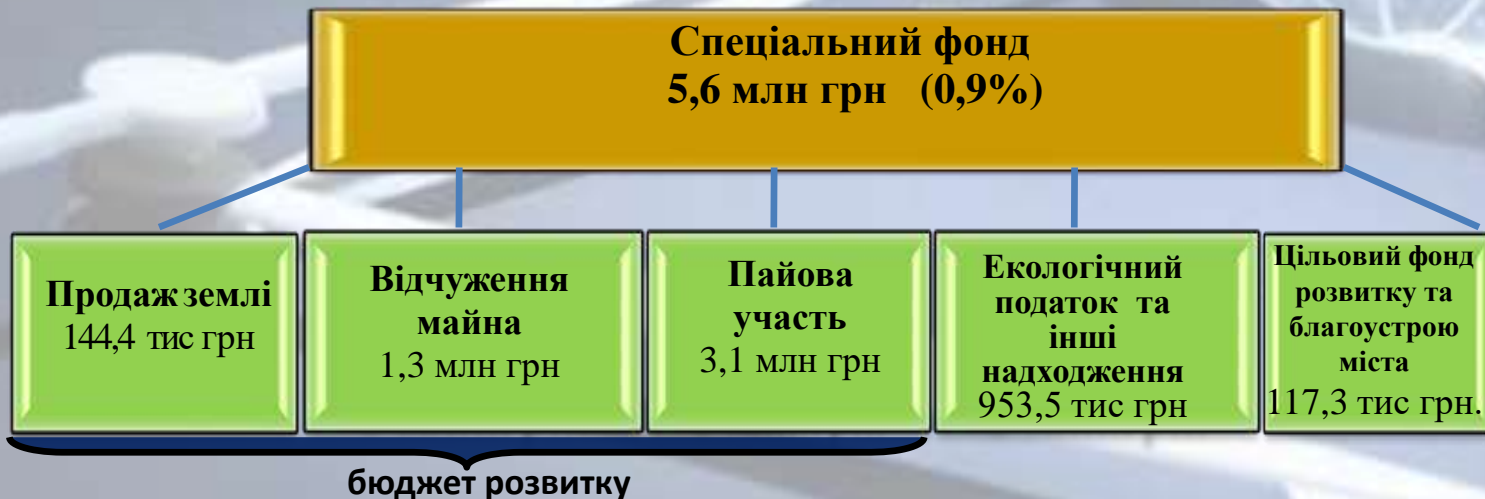 Спеціальний фонд
5,6 млн грн (0,9%)
Продаж землі
144,4 тис грн
Відчуження
майна
1,3 млн грн
Пайова
участь
3,1 млн грн
Екологічний
податок та
інші
надходження
953,5 тис грн
Цільовий фонд
розвитку та
благоустрою
міста
117,3 тис грн.
бюджет розвитку